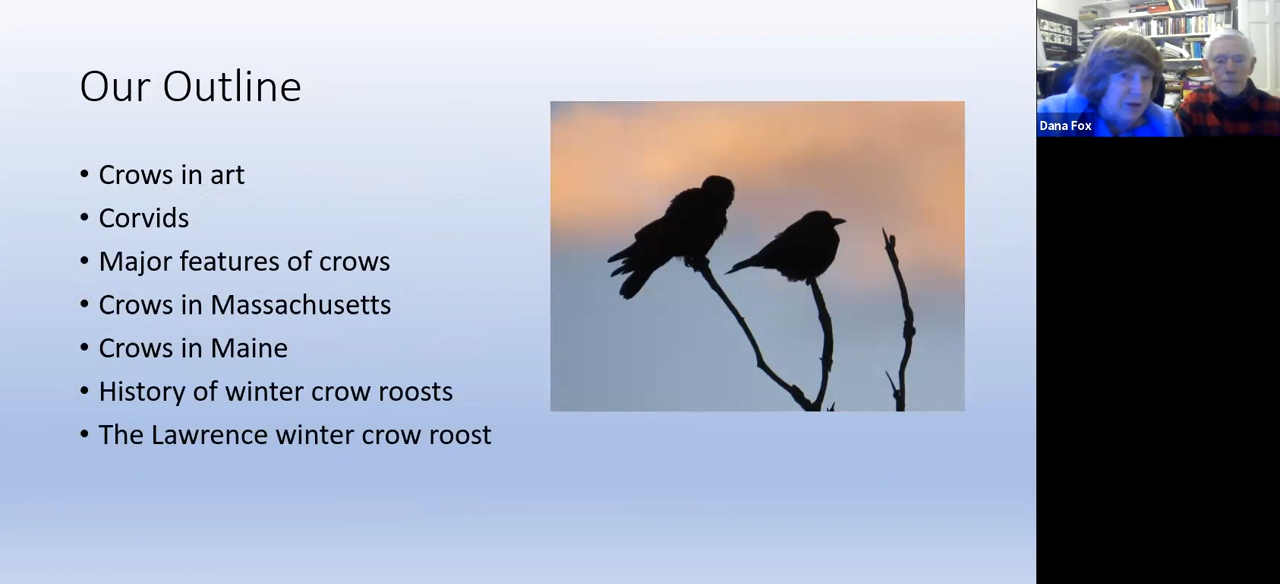 Our Outline
• Crows in art
• Corvids
• Major features of crows
• Crows in Massachusetts
• Crows in Maine
• History of winter crow roosts
• The Lawrence winter crow roost
Dana Fox